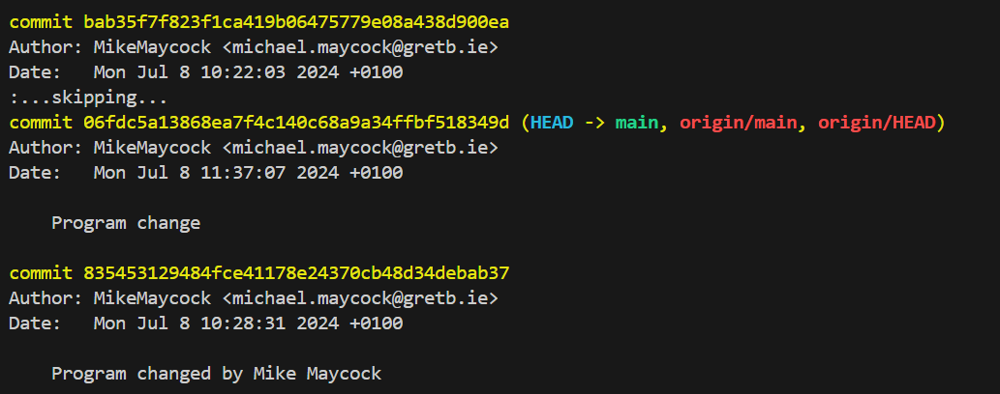 commit bab35f7f823f1ca419b06475779e08a438d900ea
Author: MikeMaycock <michael.maycock@gretb.ie>
Date:   Mon Jul 8 10:22:03 2024 +0100
:...skipping...
commit 06fdc5a13868ea7f4c140c68a9a34ffbf518349d (HEAD -> main, origin/main, origin/HEAD)
Author: MikeMaycock <michael.maycock@gretb.ie>
Date:   Mon Jul 8 11:37:07 2024 +0100
    Program change
commit 835453129484fce41178e24370cb48d34debab37
Author: MikeMaycock <michael.maycock@gretb.ie>
Date:   Mon Jul 8 10:28:31 2024 +0100
    Program changed by Mike Maycock